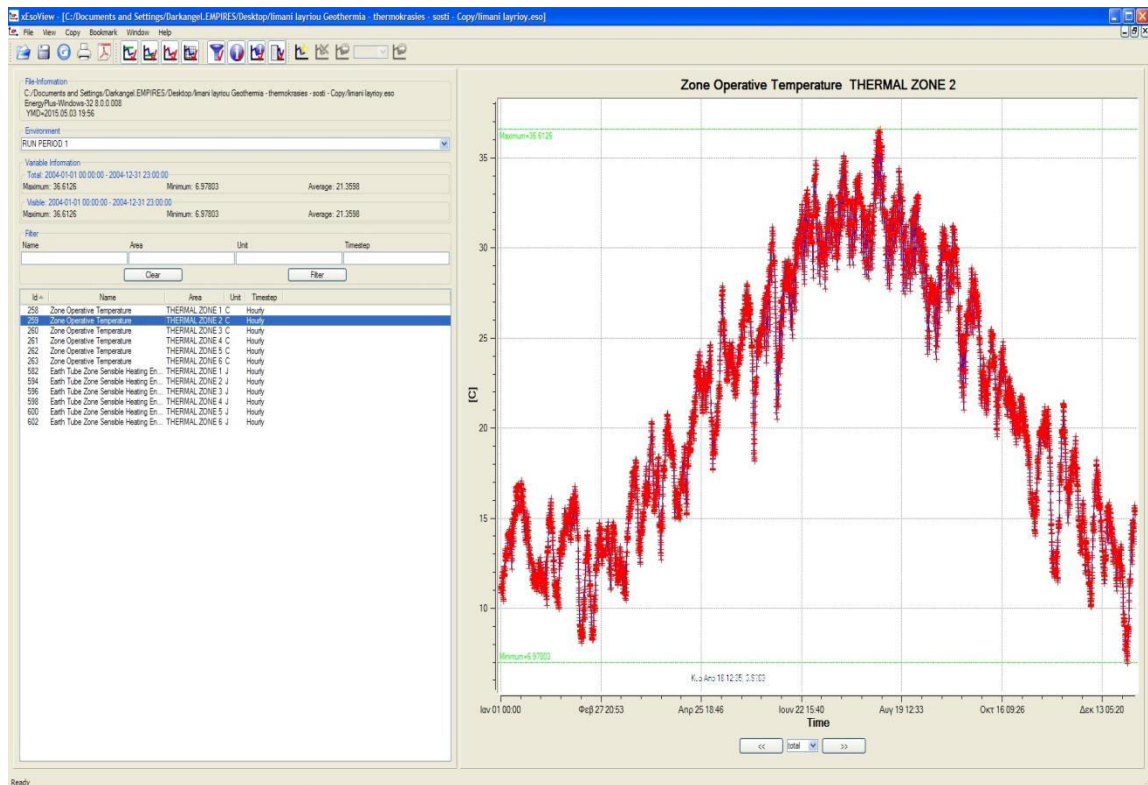 xEsoView - [C:/Documents and Settings/Darkangel.EMPIRES/Desktop/limani layriou Geothermia - thermokrasies - sosti - Copy/limani layrioy.eso]
File View Copy Bookmark Window Help
File-Information
C:/Documents and Settings/Darkangel.EMPIRES/Desktop/limani layriou Geothermia - thermokrasies - sosti - Copy/limani layrioy.eso
EnergyPlus-Windows-32 8.0.0.008
YMD=2015.05.03 19:56
Environment
RUN PERIOD 1
Variable Information
Total: 2004-01-01 00:00:00 - 2004-12-31 23:00:00
Maximum: 36.6126 Minimum: 6.97803 Average: 21.3598
Visible: 2004-01-01 00:00:00 - 2004-12-31 23:00:00
Maximum: 36.6126 Minimum: 6.97803 Average: 21.3598
Filter
Name Area Unit Timestep
Clear Filter
Id Name Area Unit Timestep
258 Zone Operative Temperature THERMAL ZONE 1 C Hourly
259 Zone Operative Temperature THERMAL ZONE 2 C Hourly
260 Zone Operative Temperature THERMAL ZONE 3 C Hourly
261 Zone Operative Temperature THERMAL ZONE 4 C Hourly
262 Zone Operative Temperature THERMAL ZONE 5 C Hourly
263 Zone Operative Temperature THERMAL ZONE 6 C Hourly
582 Earth Tube Zone Sensible Heating En... THERMAL ZONE 1 J Hourly
594 Earth Tube Zone Sensible Heating En... THERMAL ZONE 2 J Hourly
596 Earth Tube Zone Sensible Heating En... THERMAL ZONE 3 J Hourly
598 Earth Tube Zone Sensible Heating En... THERMAL ZONE 4 J Hourly
600 Earth Tube Zone Sensible Heating En... THERMAL ZONE 5 J Hourly
602 Earth Tube Zone Sensible Heating En... THERMAL ZONE 6 J Hourly
Zone Operative Temperature THERMAL ZONE 2
Maximum=36.6126
35
30
25
[C]
20
15
10
Minimum=6.97803
Απρ 18 12:35,
Ιαν 01 00:00 Φεβ 27 20:53 Απρ 25 18:46 Ιουν 22 15:40 Αυγ 19 12:33 Οκτ 16 09:26 Δεκ 13 05:20
Time
<< total >>
Ready